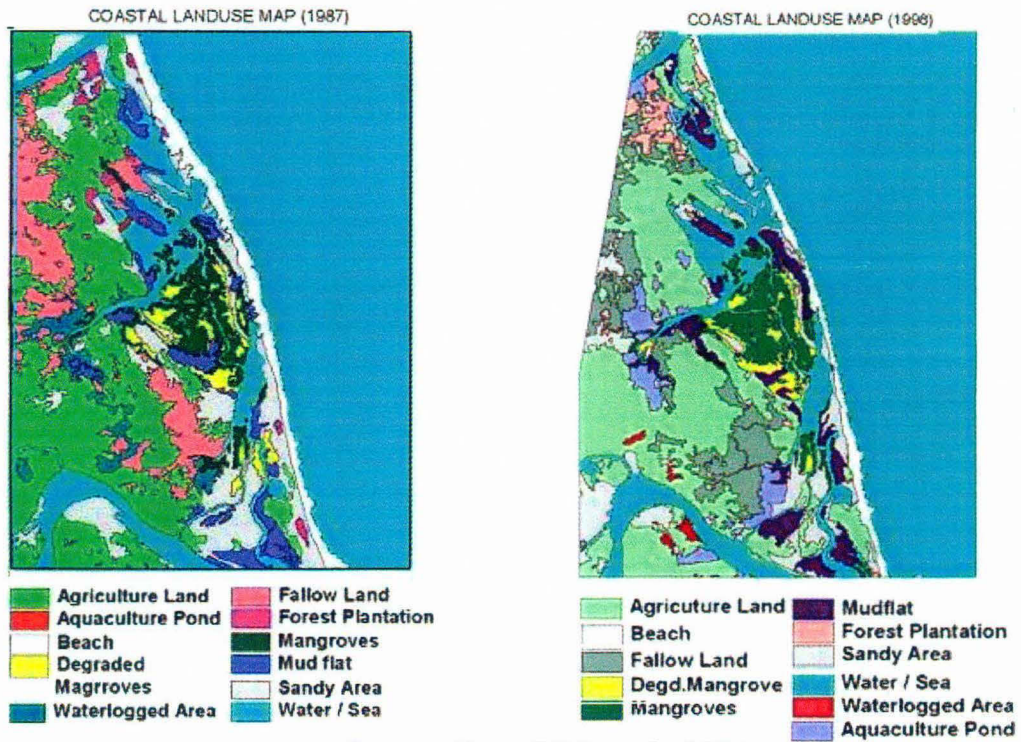 COASTAL LANDUSE MAP (1987)
Agriculture Land
Aquaculture Pond
Beach
Degraded
Magrroves
Waterlogged Area
Fallow Land
Forest Plantation
Mangroves
Mud flat
Sandy Area
Water / Sea
COASTAL LANDUSE MAP (1998)
Agricuture Land
Beach
Fallow Land
Degd.Mangrove
Mangroves
Mudflat
Forest Plantation
Sandy Area
Water / Sea
Waterlogged Area
Aquaculture Pond